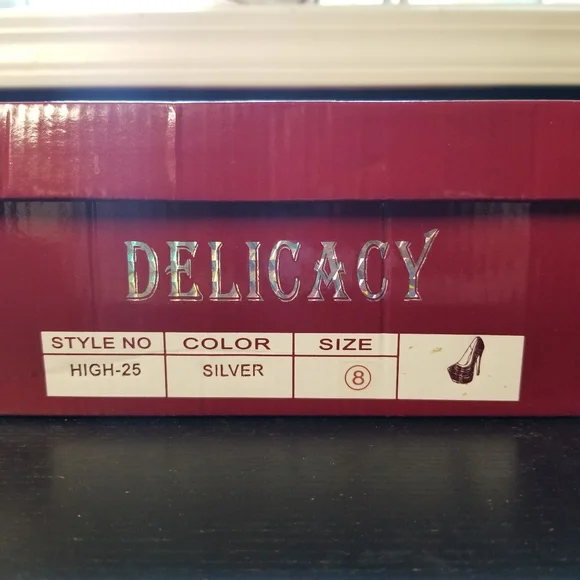 DELICACY
STYLE NO COLOR SIZE
HIGH-25 SILVER 8